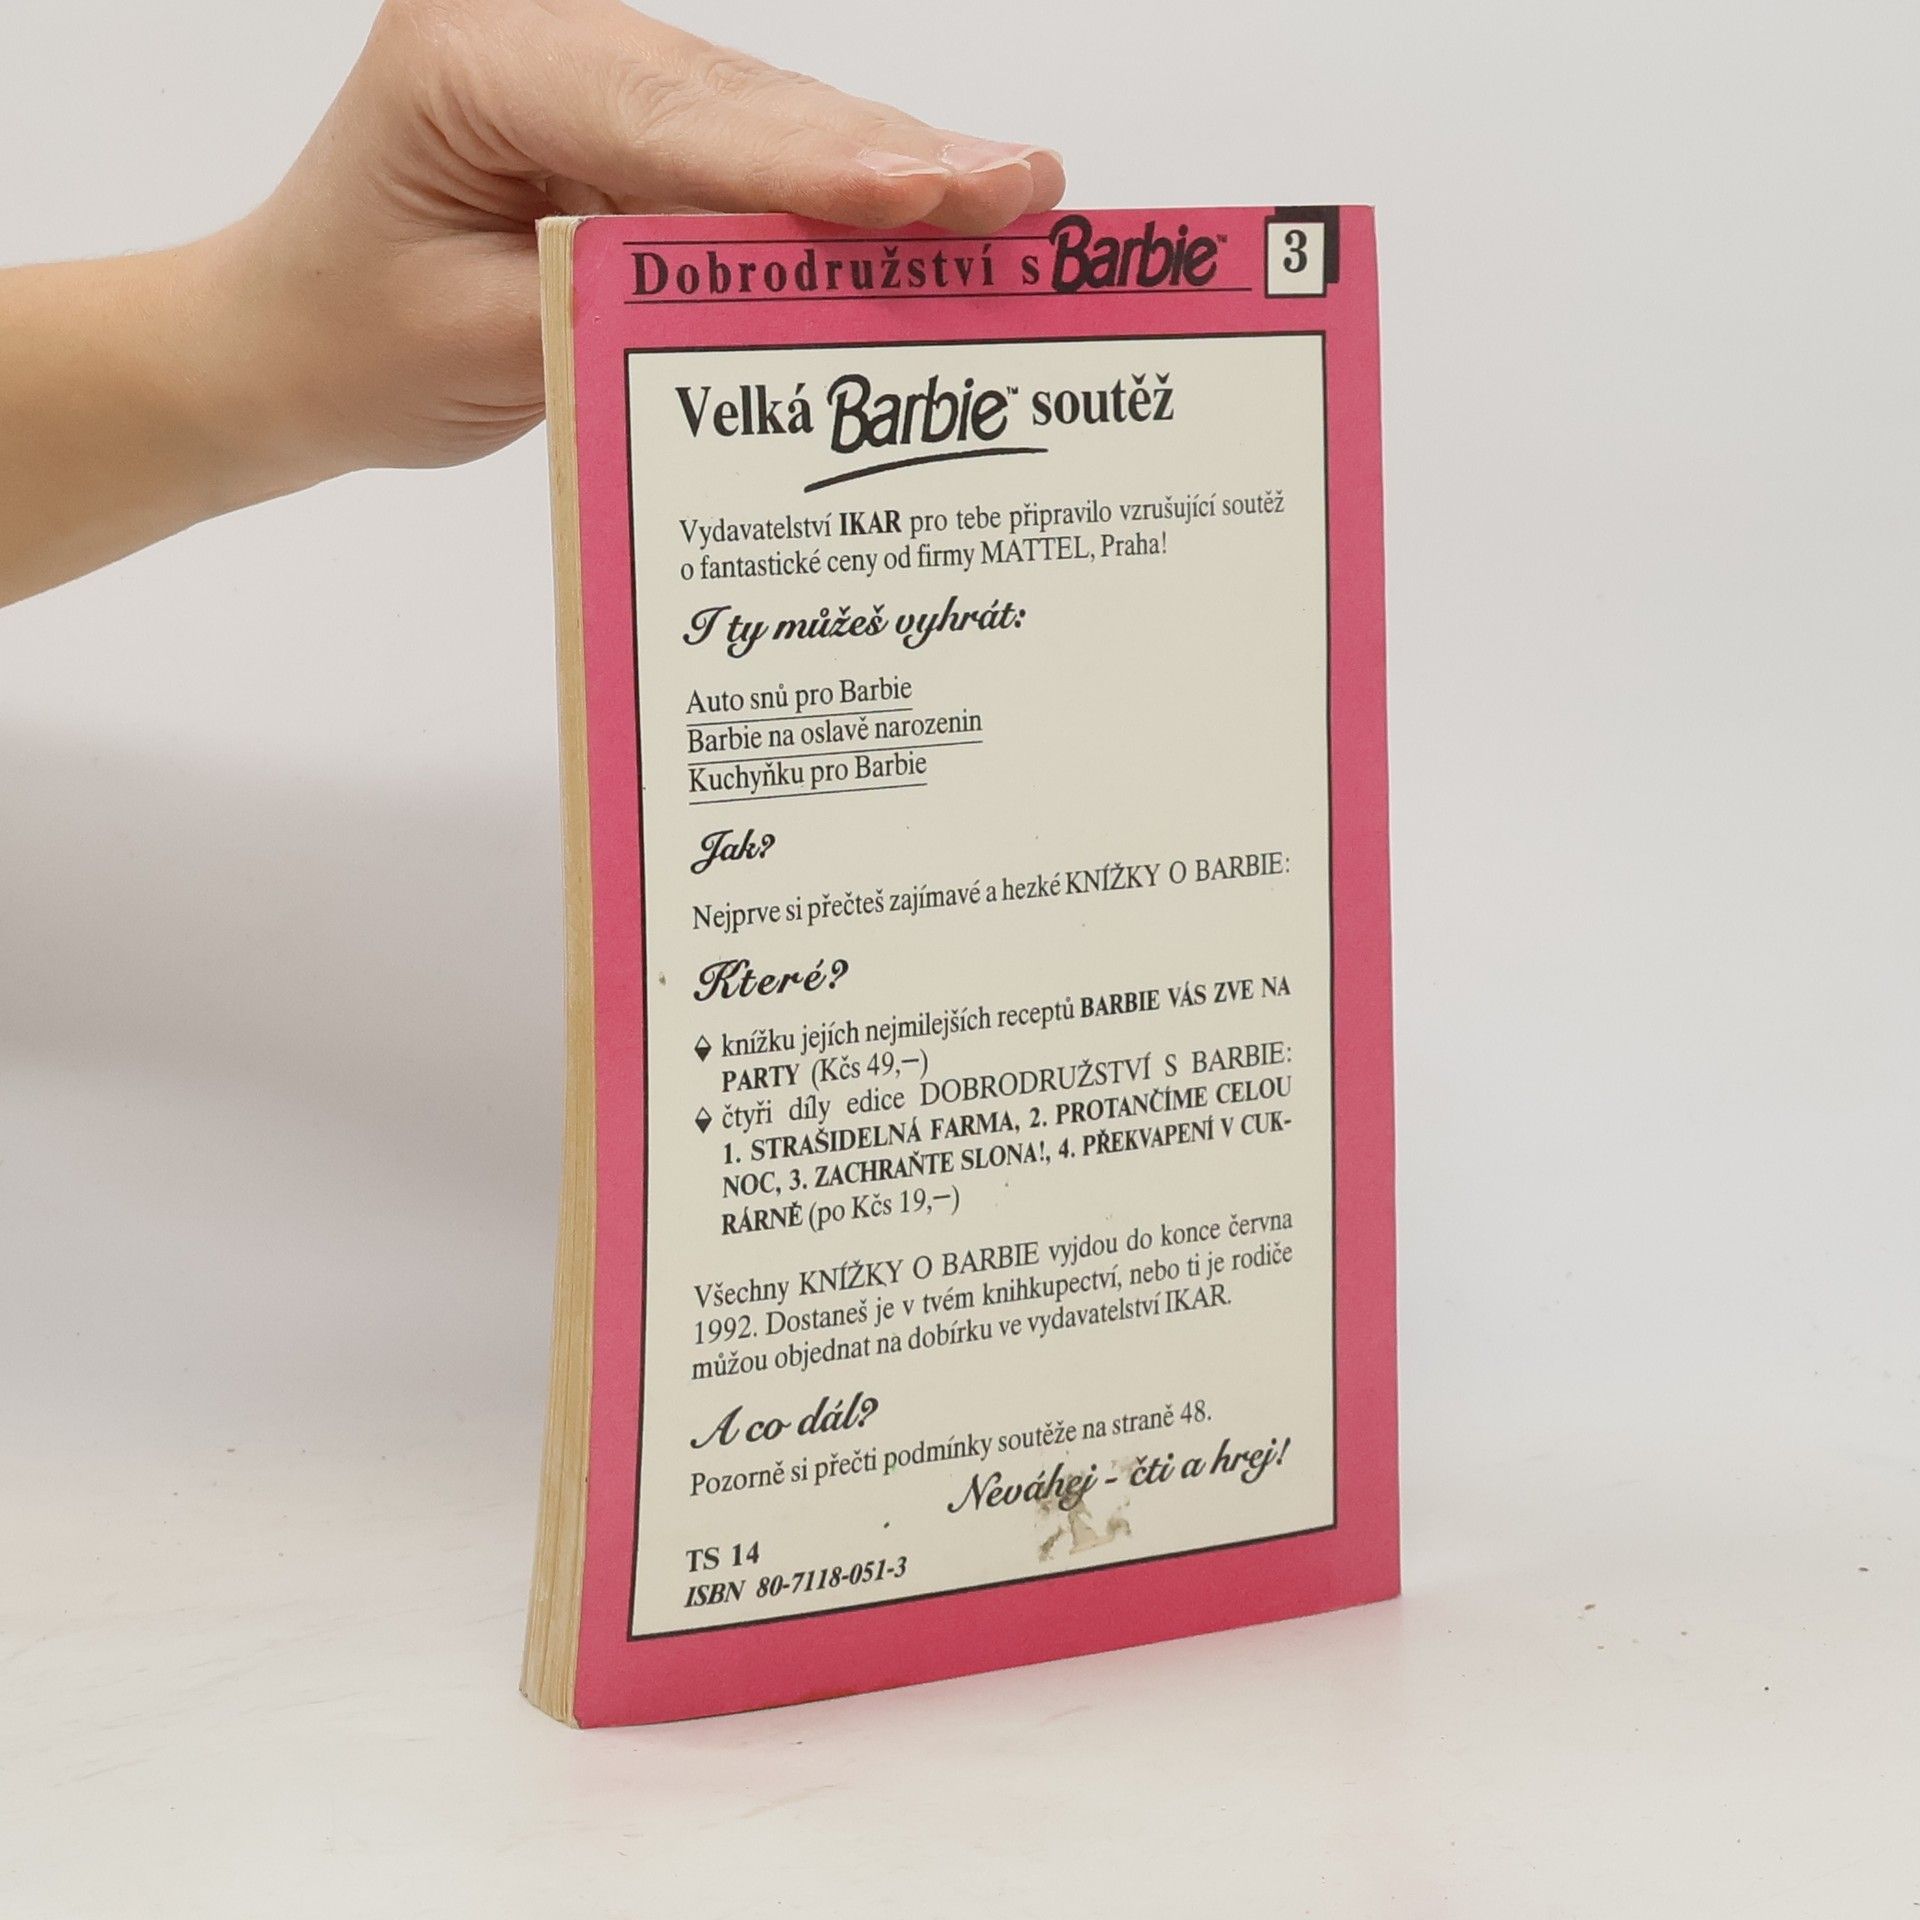 Dobrodružství s Barbie™ 3
Velká Barbie™ soutěž
Vydavatelství IKAR pro tebe připravilo vzrušující soutěž
o fantastické ceny od firmy MATTEL, Praha!
I ty můžeš vyhrát:
Auto snů pro Barbie
Barbie na oslavě narozenin
Kuchyňku pro Barbie
Jak?
Nejprve si přečteš zajímavé a hezké KNÍŽKY O BARBIE:
Které?
knížku jejích nejmilejších receptů BARBIE VÁS ZVE NA
PARTY (Kčs 49,–)
čtyři díly edice DOBRODRUŽSTVÍ S BARBIE:
1. STRAŠIDELNÁ FARMA, 2. PROTANČÍME CELOU
NOC, 3. ZACHRAŇTE SLONA!, 4. PŘEKVAPENÍ V CUK-
RÁRNĚ (po Kčs 19,–)
Všechny KNÍŽKY O BARBIE vyjdou do konce června
1992. Dostaneš je v tvém knihkupectví, nebo ti je rodiče
můžou objednat na dobírku ve vydavatelství IKAR.
A co dál?
Pozorně si přečti podmínky soutěže na straně 48.
Neváhej - čti a hrej!
TS 14
ISBN 80-7118-051-3